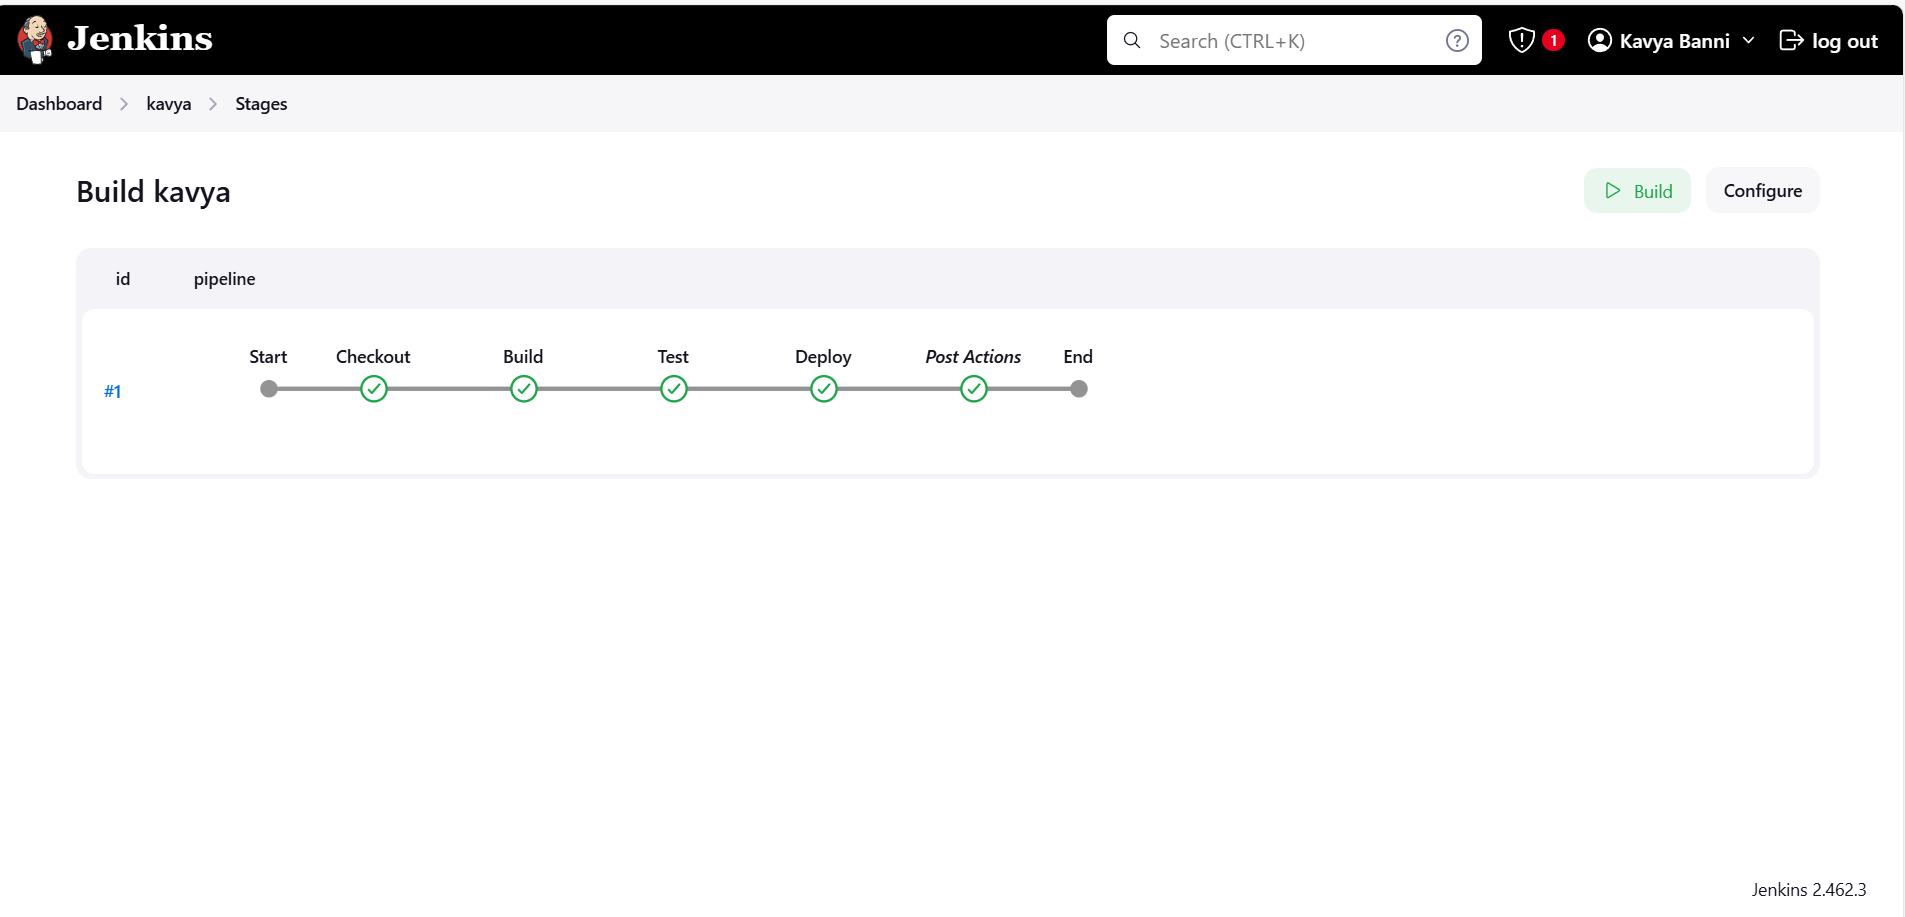 Jenkins
Search (CTRL+K)
?
1
Kavya Banni
log out
Dashboard
kavya
Stages
Build kavya
Build
Configure
id
pipeline
Start
Checkout
Build
Test
Deploy
Post Actions
End
#1
Jenkins 2.462.3